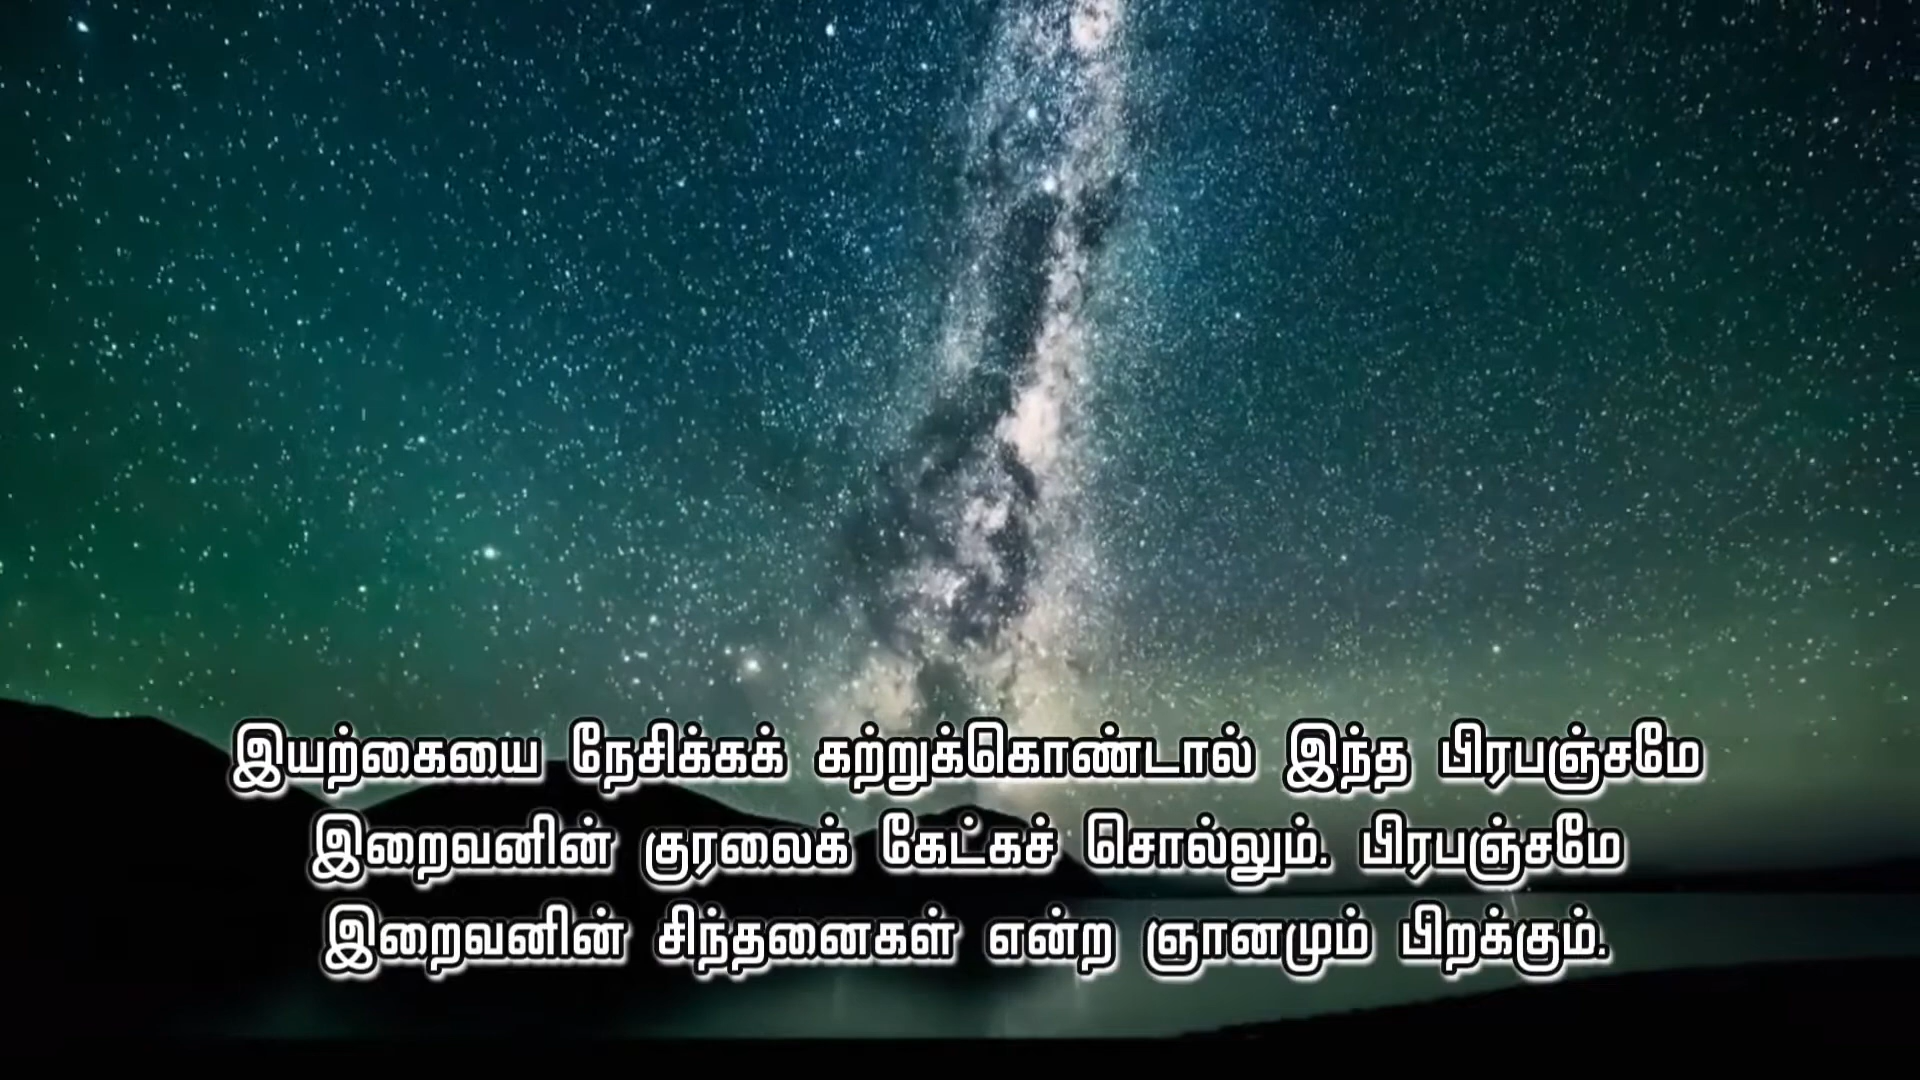 இயற்கையை நேசிக்கக் கற்றுக்கொண்டால் இந்த பிரபஞ்சமே
இறைவனின் குரலைக் கேட்கச் சொல்லும். பிரபஞ்சமே
இறைவனின் சிந்தனைகள் என்ற ஞானமும் பிறக்கும்.